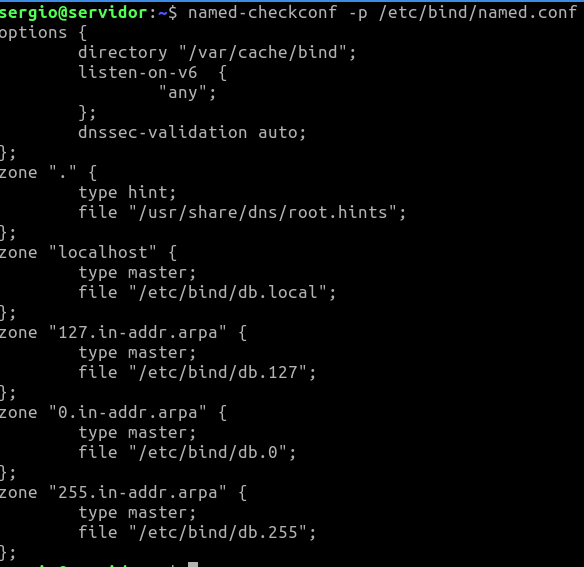 sergio@servidor:~$ named-checkconf -p /etc/bind/named.conf
options {
        directory "/var/cache/bind";
        listen-on-v6  {
                "any";
        };
        dnssec-validation auto;
};
zone "." {
        type hint;
        file "/usr/share/dns/root.hints";
};
zone "localhost" {
        type master;
        file "/etc/bind/db.local";
};
zone "127.in-addr.arpa" {
        type master;
        file "/etc/bind/db.127";
};
zone "0.in-addr.arpa" {
        type master;
        file "/etc/bind/db.0";
};
zone "255.in-addr.arpa" {
        type master;
        file "/etc/bind/db.255";
};